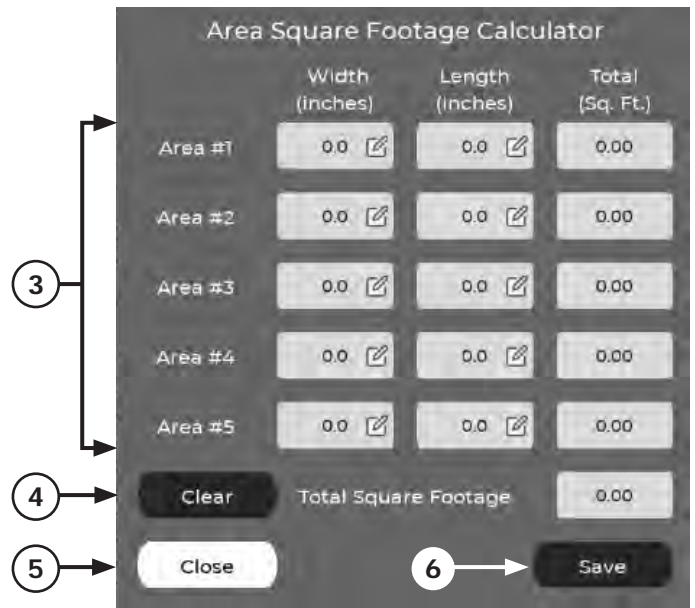 Area Square Footage Calculator
Width Length Total
(inches) (inches) (Sq. Ft.)
Area #1 0.0 0.0 0.00
Area #2 0.0 0.0 0.00
3 Area #3 0.0 0.0 0.00
Area #4 0.0 0.0 0.00
Area #5 0.0 0.0 0.00
4 Clear Total Square Footage 0.00
5 Close 6 Save